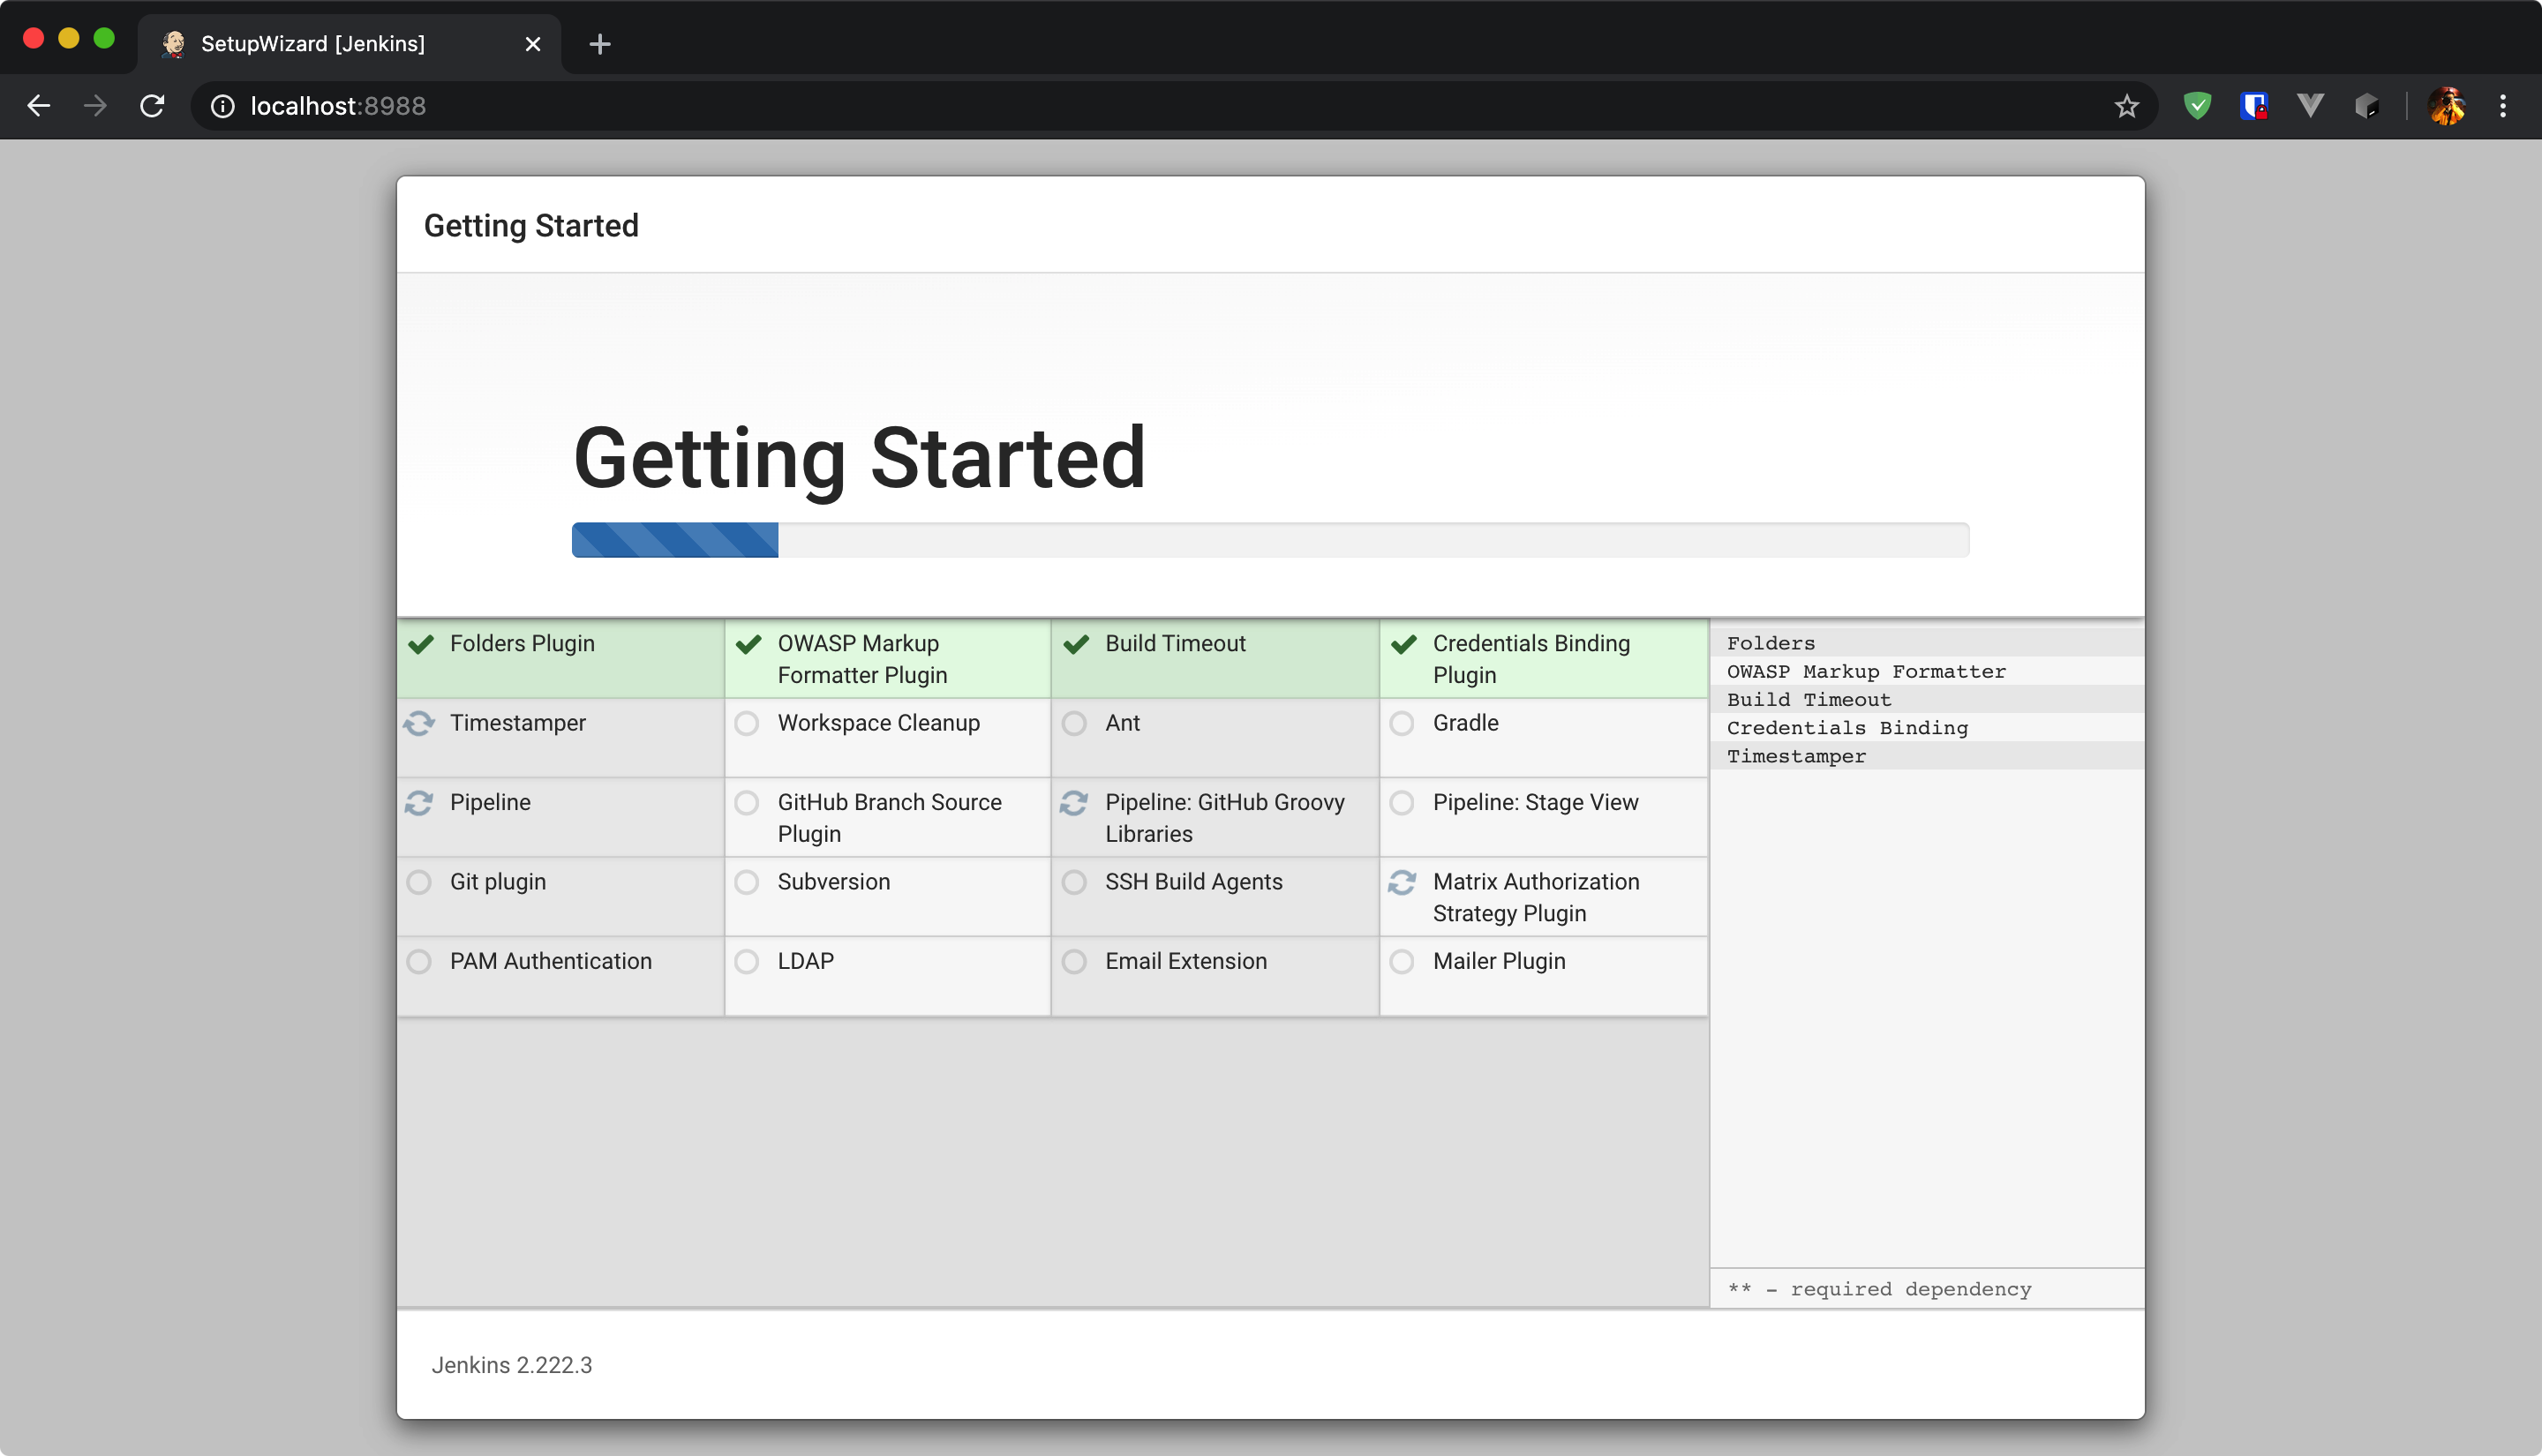 SetupWizard [Jenkins]
localhost:8988
Getting Started
Getting Started
Folders Plugin
OWASP Markup
Formatter Plugin
Build Timeout
Credentials Binding
Plugin
Timestamper
Workspace Cleanup
Ant
Gradle
Pipeline
GitHub Branch Source
Plugin
Pipeline: GitHub Groovy
Libraries
Pipeline: Stage View
Git plugin
Subversion
SSH Build Agents
Matrix Authorization
Strategy Plugin
PAM Authentication
LDAP
Email Extension
Mailer Plugin
Folders
OWASP Markup Formatter
Build Timeout
Credentials Binding
Timestamper
** - required dependency
Jenkins 2.222.3